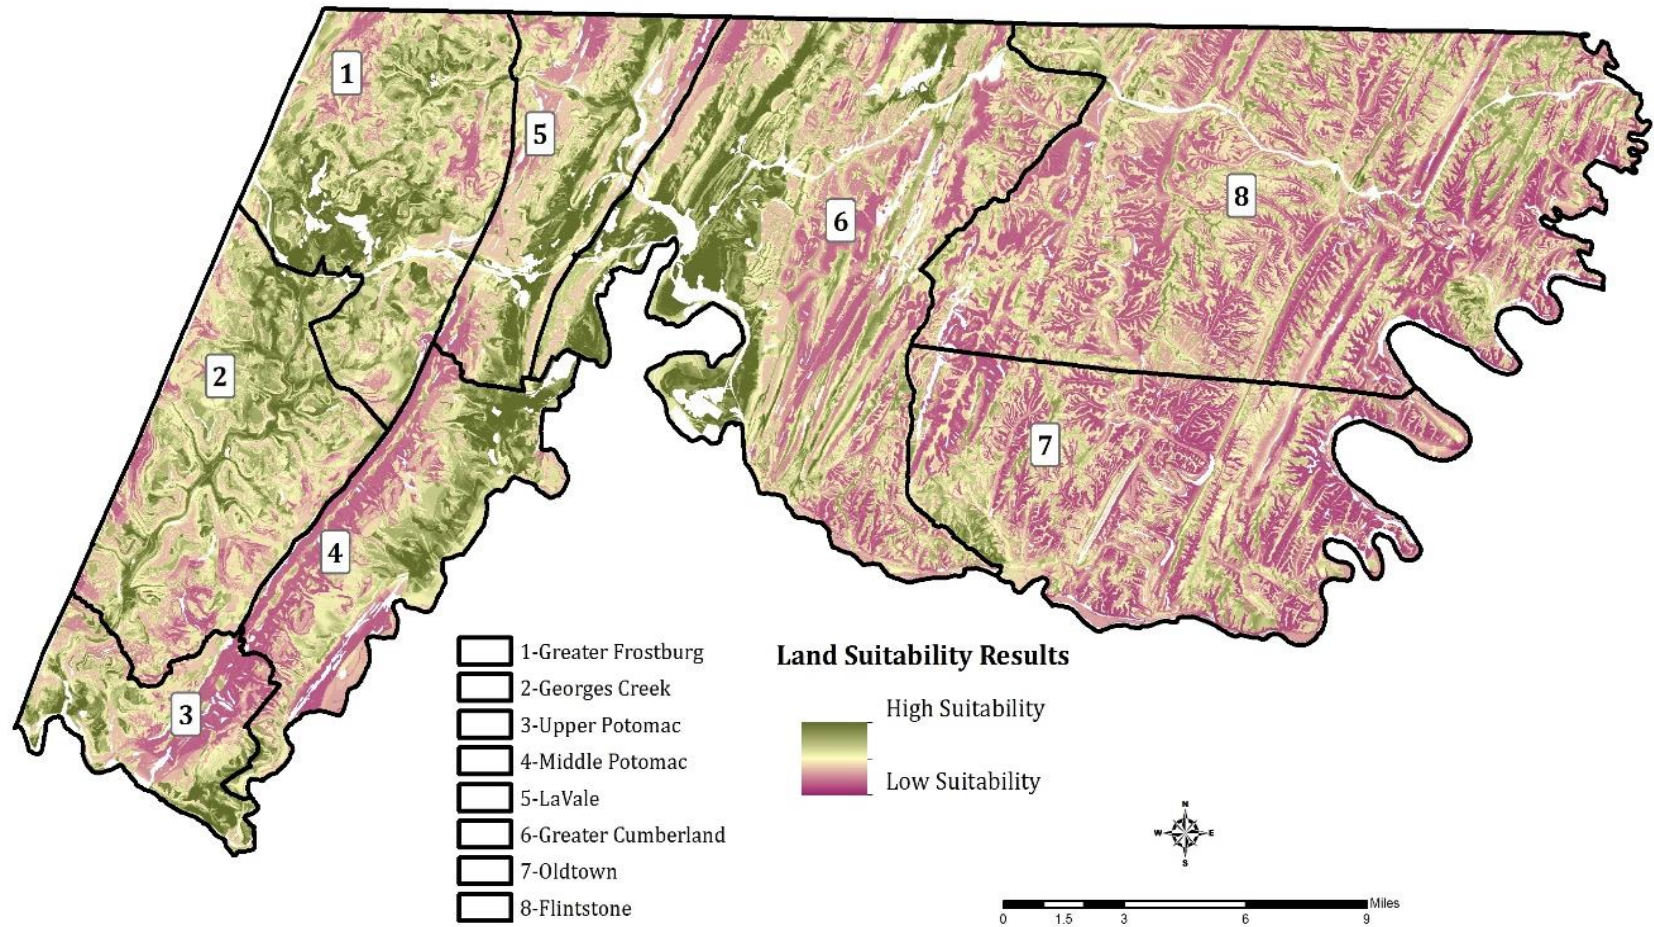 1
5
8
6
2
7
4
3
1-Greater Frostburg
2-Georges Creek
3-Upper Potomac
4-Middle Potomac
5-LaVale
6-Greater Cumberland
7-Oldtown
8-Flintstone
Land Suitability Results
High Suitability
Low Suitability
N
W E
S
Miles
0 1.5 3 6 9